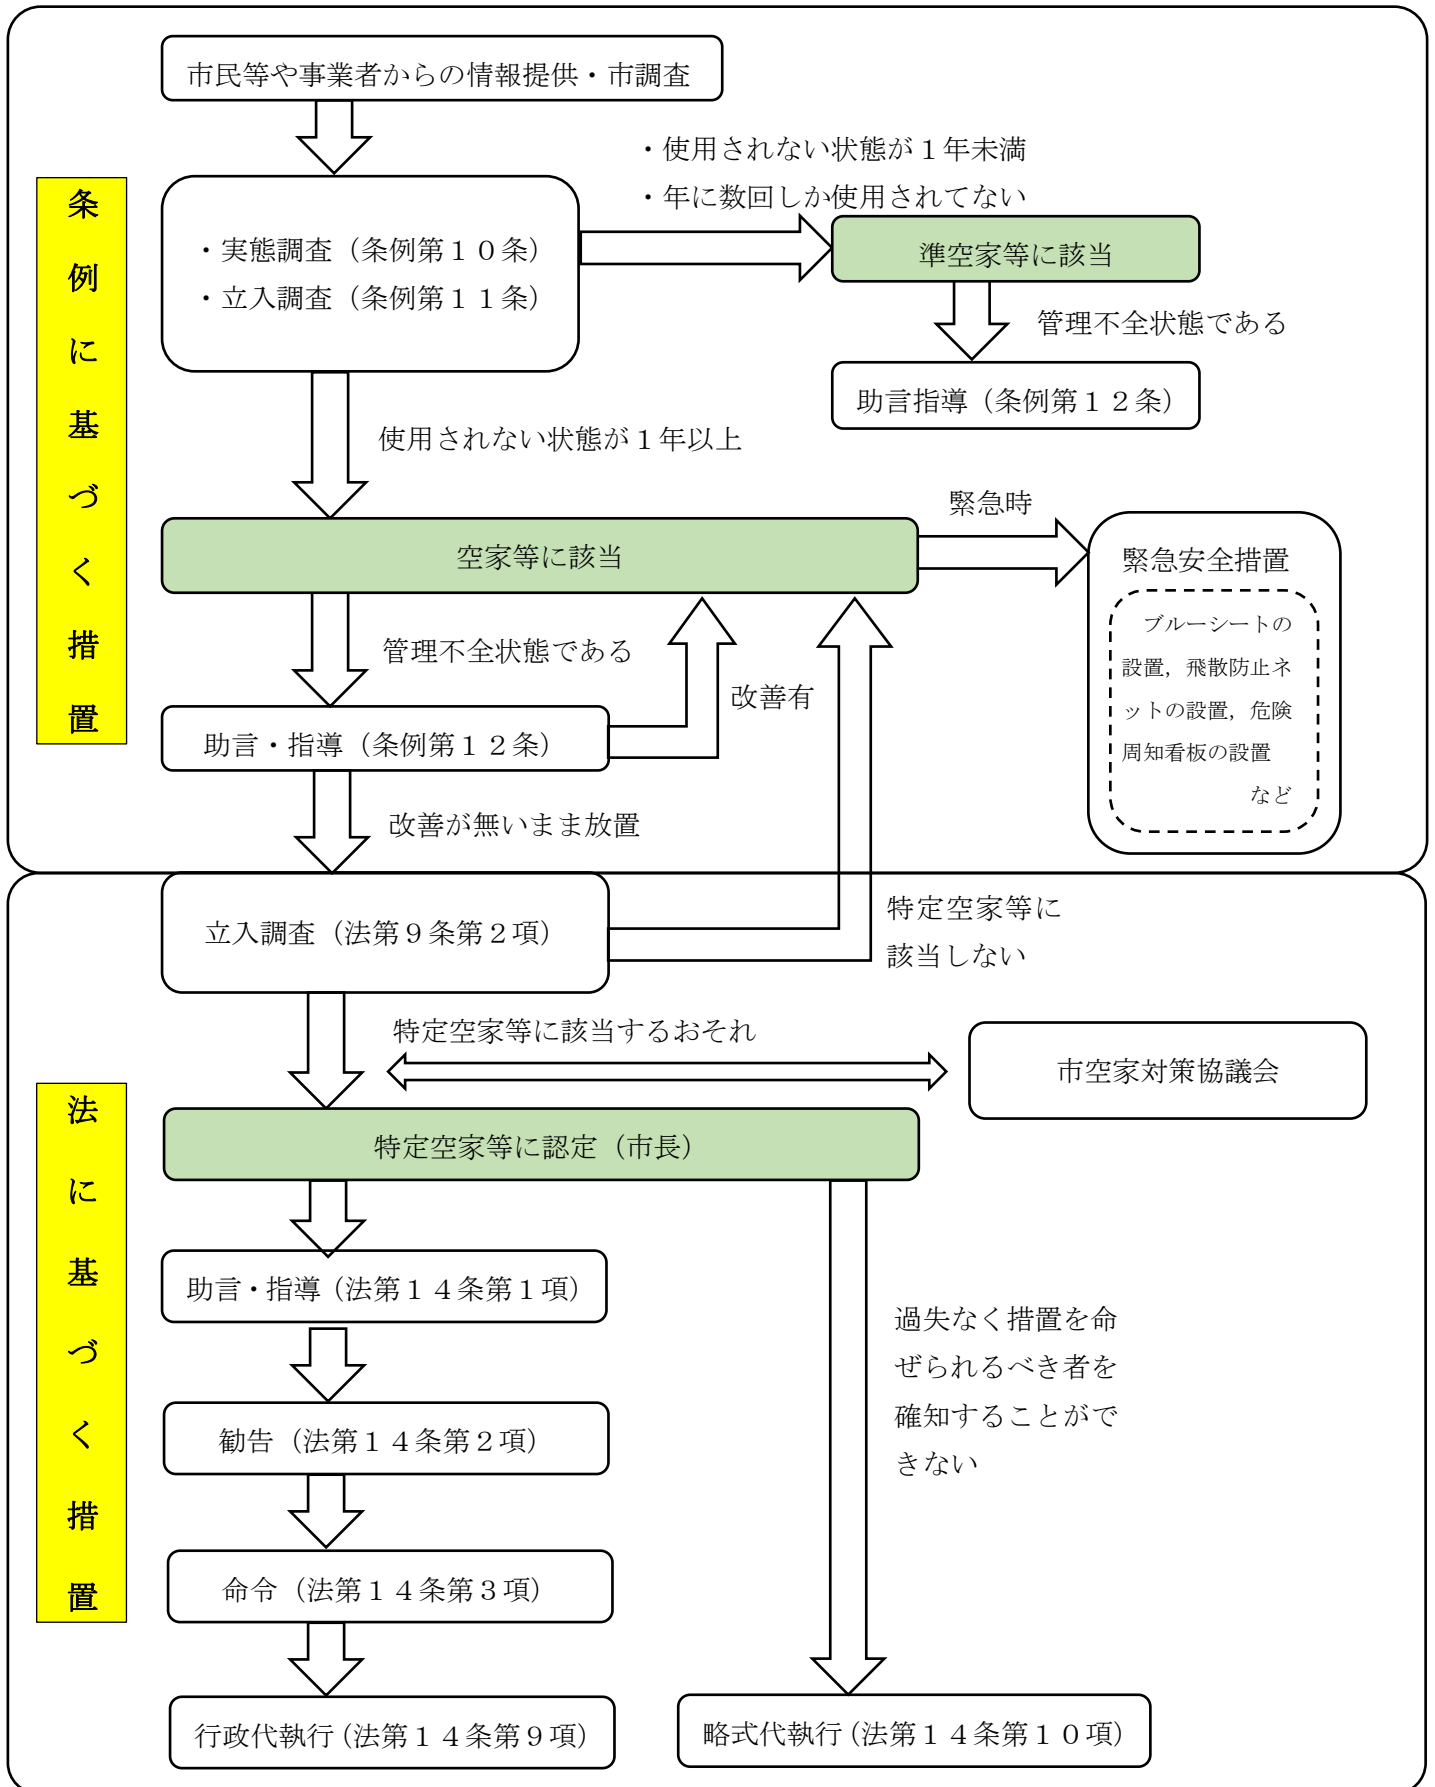 市民等や事業者からの情報提供・市調査
・使用されない状態が１年未満
・年に数回しか使用されてない
条例に基づく措置
・実態調査（条例第１０条）
・立入調査（条例第１１条）
準空家等に該当
管理不全状態である
助言指導（条例第１２条）
使用されない状態が１年以上
緊急時
空家等に該当
緊急安全措置
ブルーシートの
設置，飛散防止ネ
ットの設置，危険
周知看板の設置
など
管理不全状態である
改善有
助言・指導（条例第１２条）
改善が無いまま放置
立入調査（法第９条第２項）
特定空家等に
該当しない
特定空家等に該当するおそれ
市空家対策協議会
法に基づく措置
特定空家等に認定（市長）
助言・指導（法第１４条第１項）
過失なく措置を命
ぜられるべき者を
確知することがで
きない
勧告（法第１４条第２項）
命令（法第１４条第３項）
行政代執行（法第１４条第９項）
略式代執行（法第１４条第１０項）